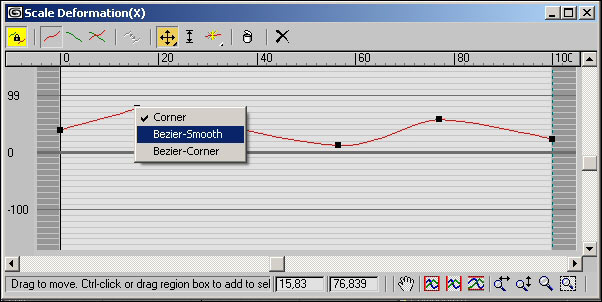 Scale Deformation(X)
0 20 40 60 80 100
99
Corner
Bezier-Smooth
Bezier-Corner
0
-100
Drag to move. Ctrl-click or drag region box to add to sel 15,83 76,839